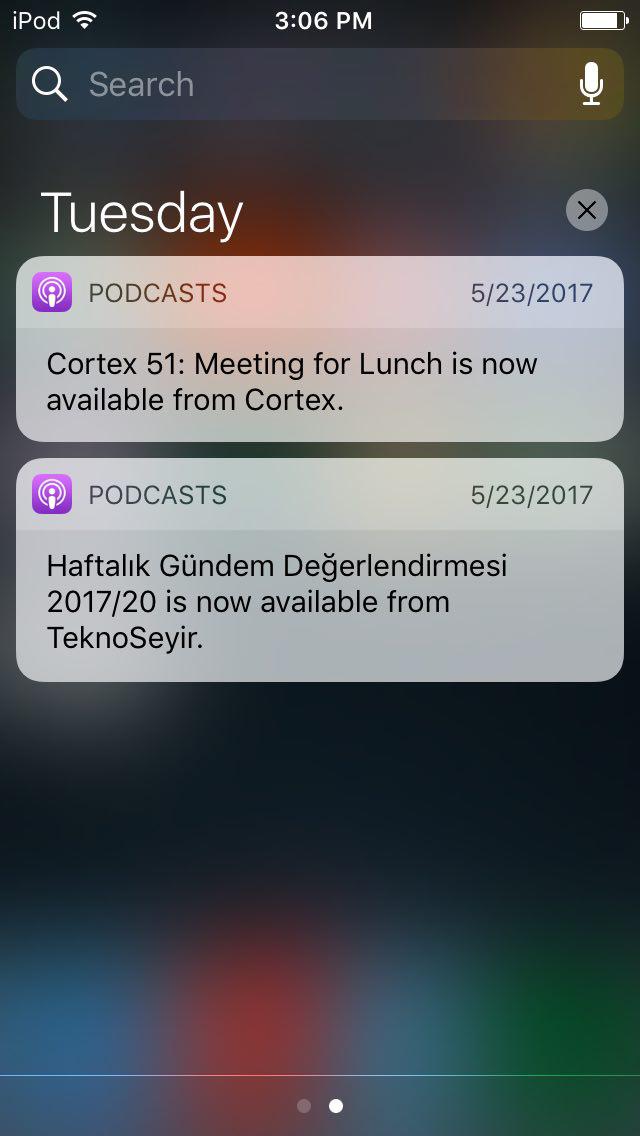 iPod 3:06 PM
Search
Tuesday
PODCASTS 5/23/2017
Cortex 51: Meeting for Lunch is now
available from Cortex.
PODCASTS 5/23/2017
Haftalık Gündem Değerlendirmesi
2017/20 is now available from
TeknoSeyir.